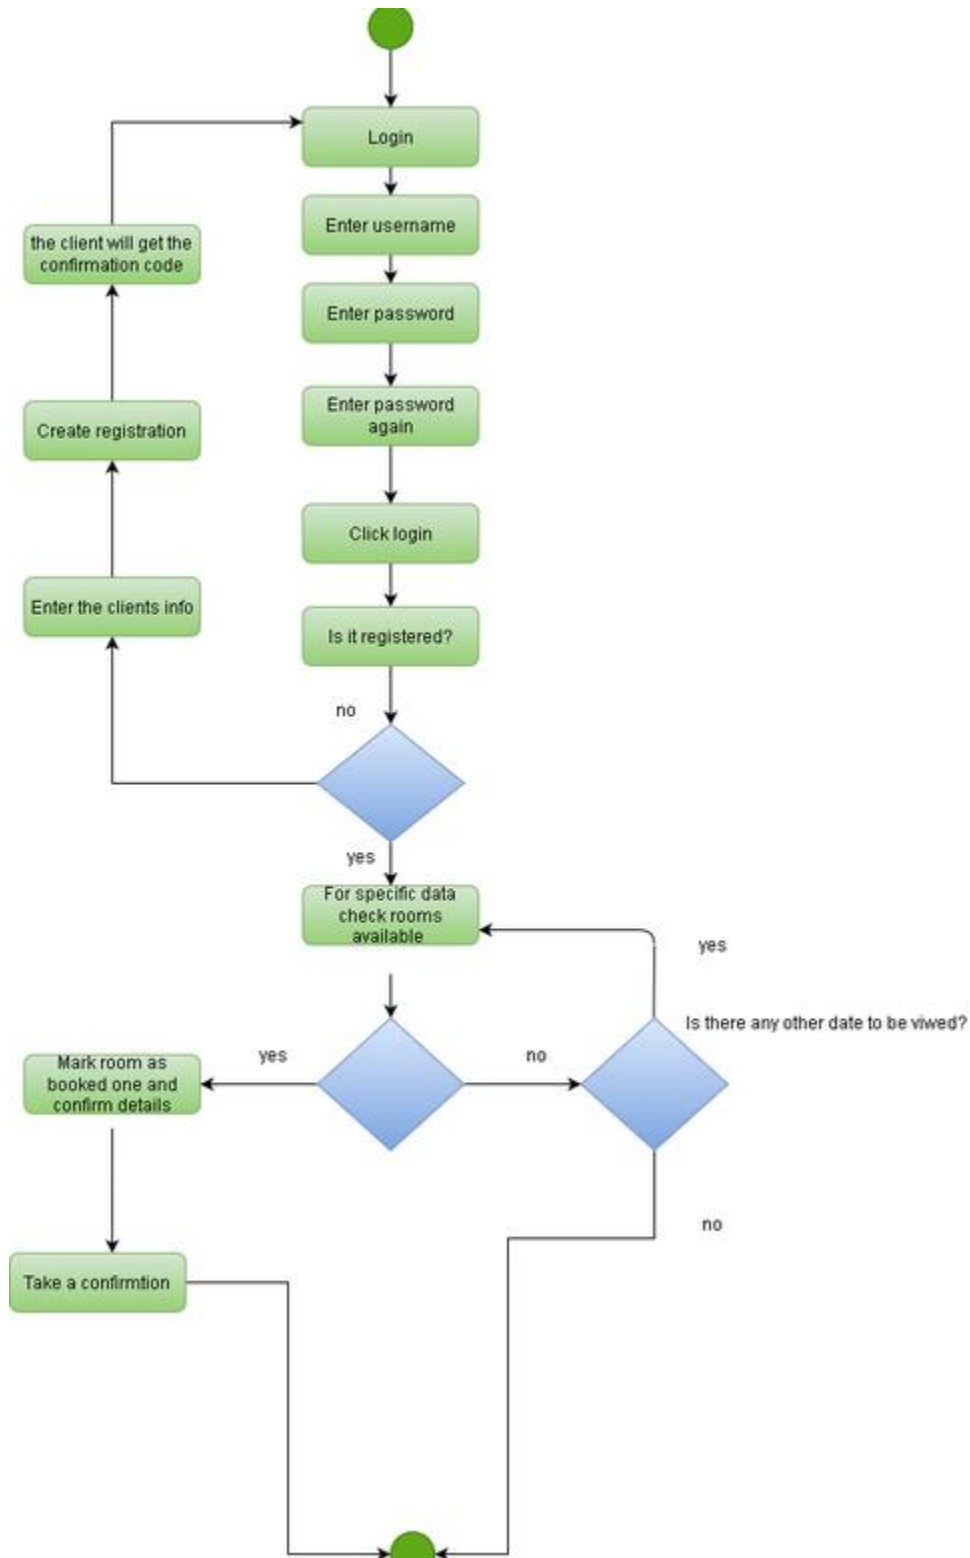 Login
Enter username
the client will get the
confirmation code
Enter password
Enter password
again
Create registration
Click login
Enter the clients info
Is it registered?
no
yes
For specific data
check rooms
available
yes
Is there any other date to be viwed?
yes
no
Mark room as
booked one and
confirm details
no
Take a confirmtion